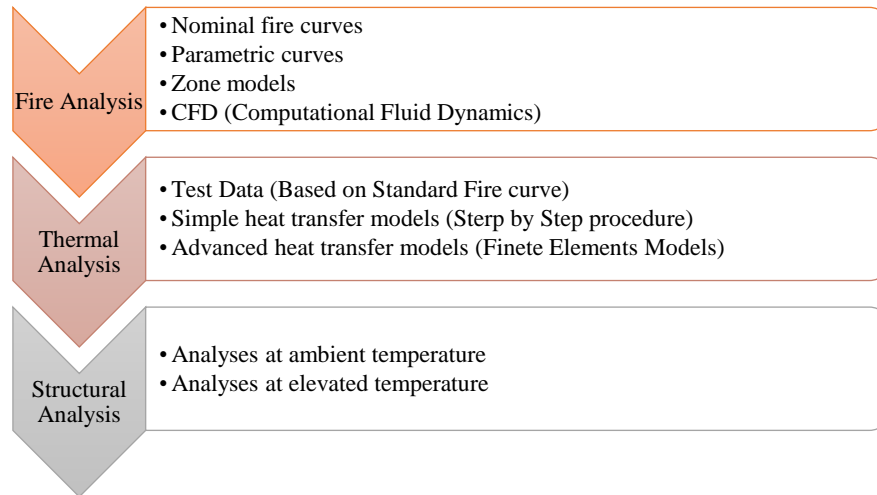 Fire Analysis
• Nominal fire curves
• Parametric curves
• Zone models
• CFD (Computational Fluid Dynamics)
Thermal
Analysis
• Test Data (Based on Standard Fire curve)
• Simple heat transfer models (Sterp by Step procedure)
• Advanced heat transfer models (Finete Elements Models)
Structural
Analysis
• Analyses at ambient temperature
• Analyses at elevated temperature